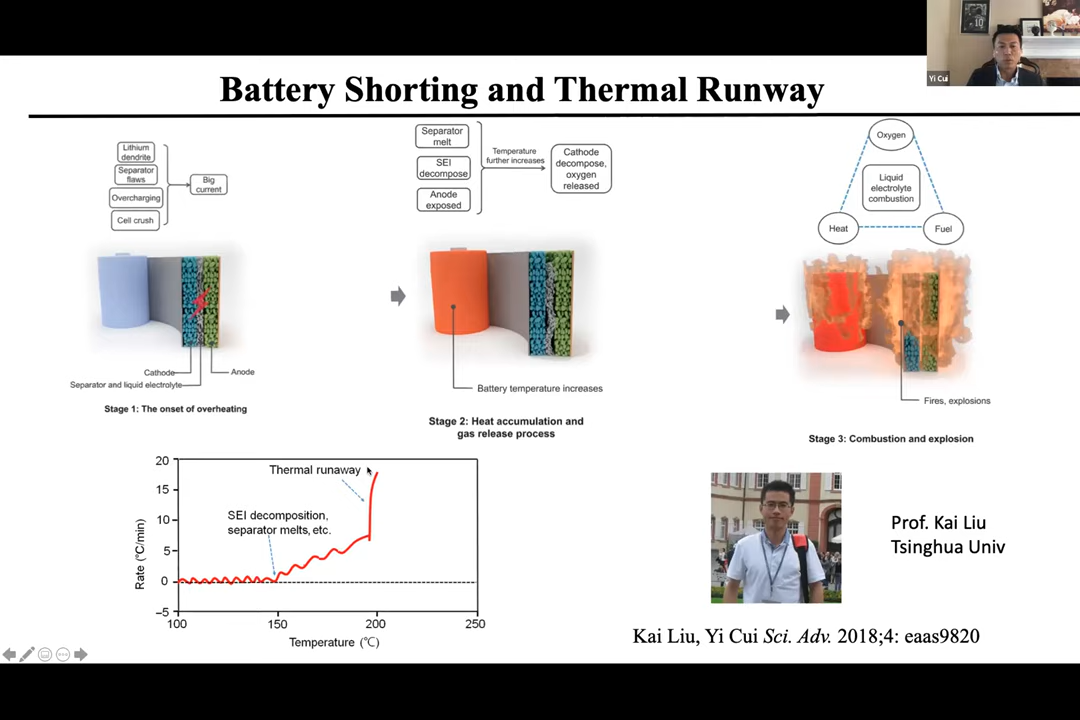 Yi Cui
Battery Shorting and Thermal Runway
Lithium
dendrite
Separator
flaws
Overcharging
Cell crush
Big
current
Cathode
Separator and liquid electrolyte
Anode
Stage 1: The onset of overheating
Separator
melt
SEI
decompose
Anode
exposed
Temperature
further increases
Cathode
decompose,
oxygen
released
Battery temperature increases
Stage 2: Heat accumulation and
gas release process
Oxygen
Liquid
electrolyte
combustion
Heat
Fuel
Fires, explosions
Stage 3: Combustion and explosion
20
15
10
5
0
–5
Rate (°C/min)
Thermal runaway
SEI decomposition,
separator melts, etc.
100
150
200
250
Temperature (°C)
Prof. Kai Liu
Tsinghua Univ
Kai Liu, Yi Cui Sci. Adv. 2018;4: eaas9820